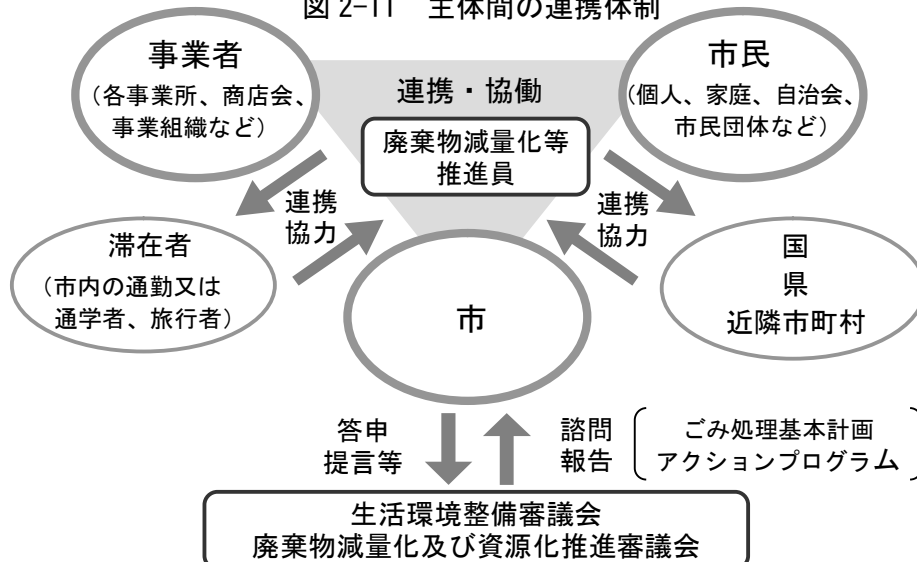 図 2-11 主体間の連携体制
事業者
（各事業所、商店会、
事業組織など）
連携・協働
廃棄物減量化等
推進員
市民
（個人、家庭、自治会、
市民団体など）
連携
協力
連携
協力
滞在者
（市内の通勤又は
通学者、旅行者）
市
国
県
近隣市町村
答申
提言等
諮問
報告
ごみ処理基本計画
アクションプログラム
生活環境整備審議会
廃棄物減量化及び資源化推進審議会